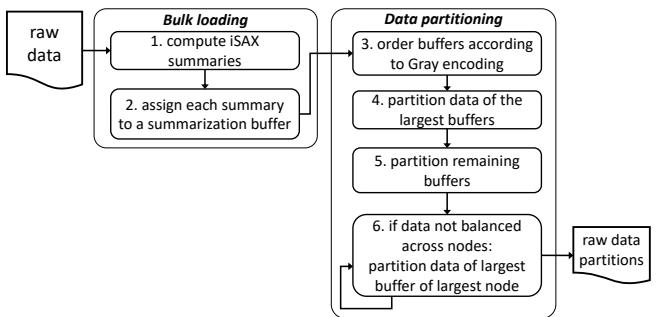 raw
data
Bulk loading
1. compute iSAX
summaries
2. assign each summary
to a summarization buffer
Data partitioning
3. order buffers according
to Gray encoding
4. partition data of the
largest buffers
5. partition remaining
buffers
6. if data not balanced
across nodes:
partition data of largest
buffer of largest node
raw data
partitions